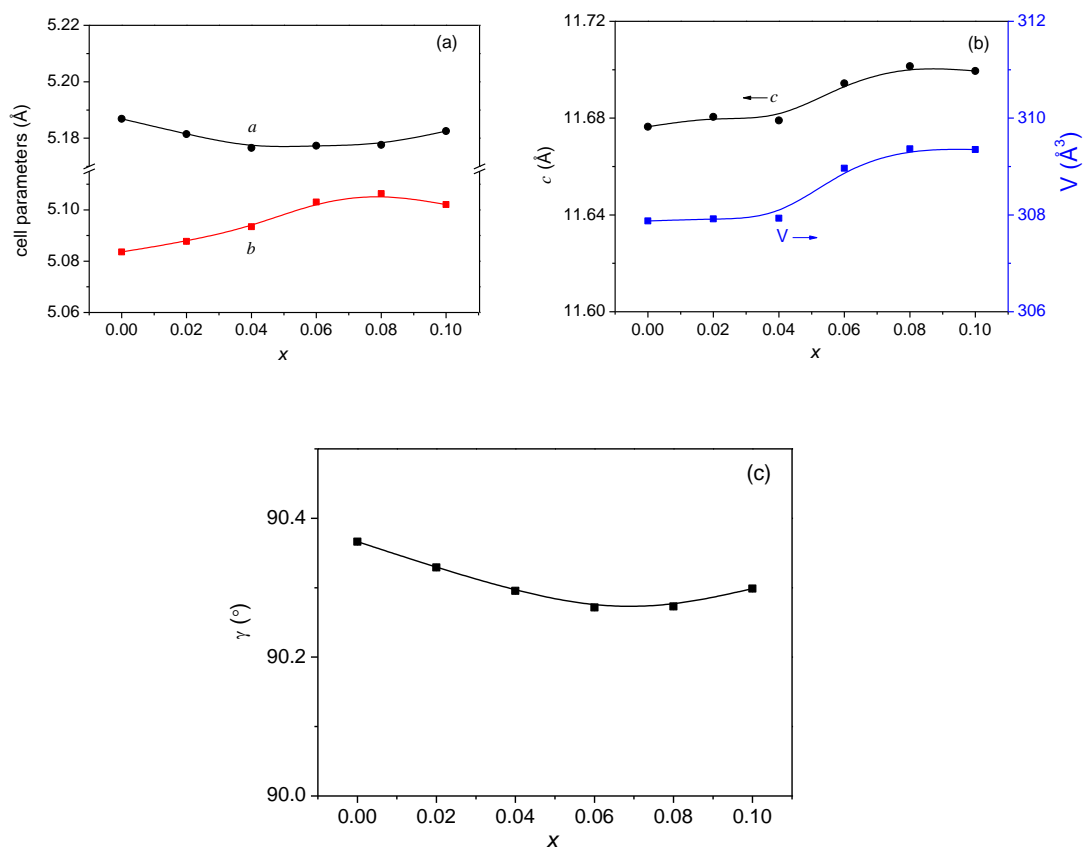 (a)
cell parameters (Å)
5.22
5.20
5.18
5.10
5.08
5.06
a
b
0.00 0.02 0.04 0.06 0.08 0.10
x
(b)
c (Å)
11.72
11.68
11.64
11.60
c
V
312
310
308
306
V (Å³)
0.00 0.02 0.04 0.06 0.08 0.10
x
(c)
γ (°)
90.4
90.2
90.0
0.00 0.02 0.04 0.06 0.08 0.10
x